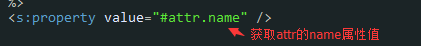 %>
<s:property value="#attr.name" />
获取attr的name属性值